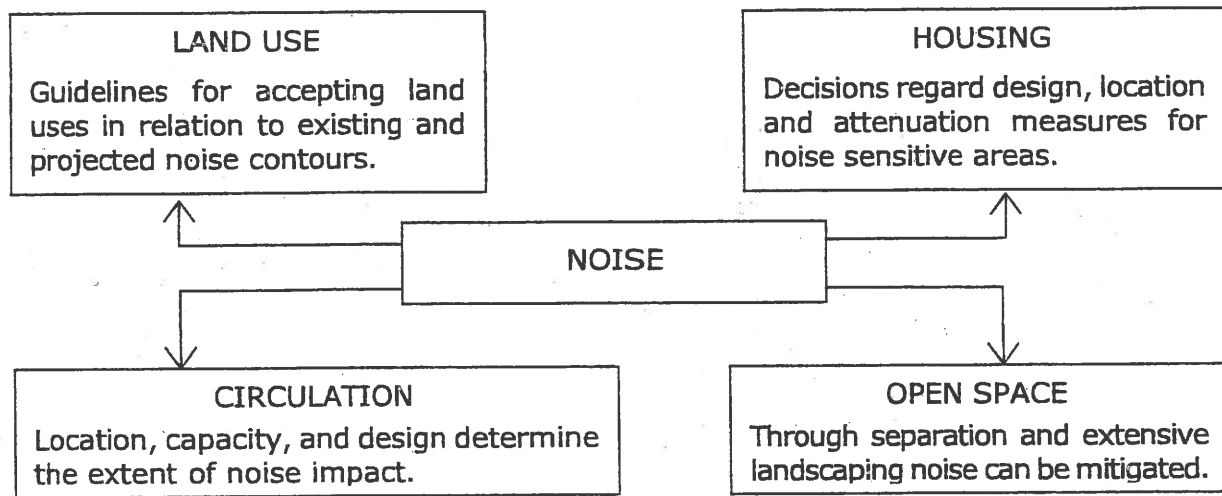 LAND USE
Guidelines for accepting land
uses in relation to existing and
projected noise contours.
HOUSING
Decisions regard design, location
and attenuation measures for
noise sensitive areas.
NOISE
CIRCULATION
Location, capacity, and design determine
the extent of noise impact.
OPEN SPACE
Through separation and extensive
landscaping noise can be mitigated.